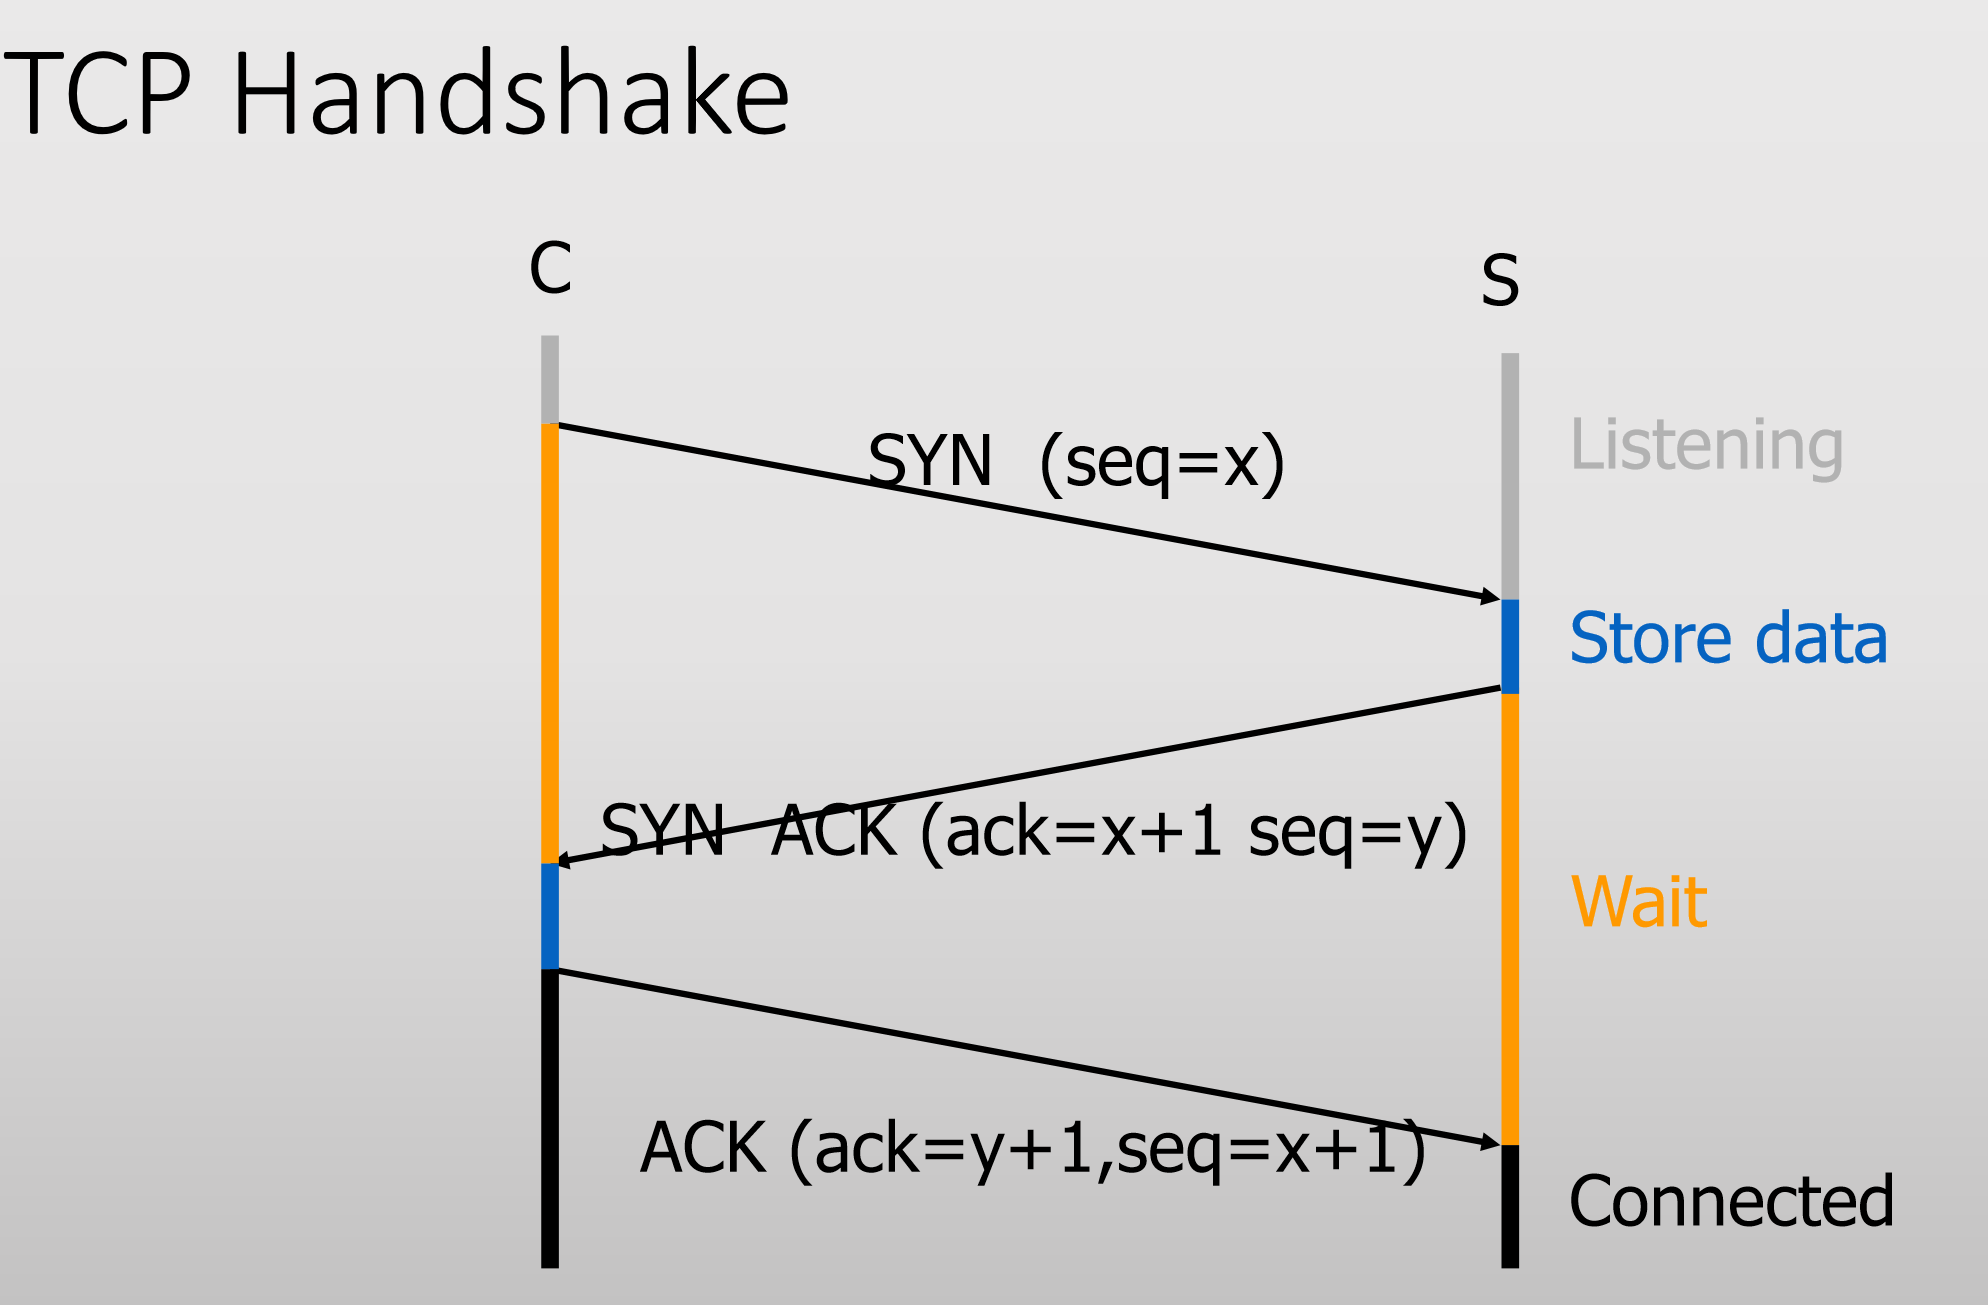 TCP Handshake
C
S
SYN  (seq=x)
Listening
Store data
SYN  ACK (ack=x+1 seq=y)
Wait
ACK (ack=y+1,seq=x+1)
Connected